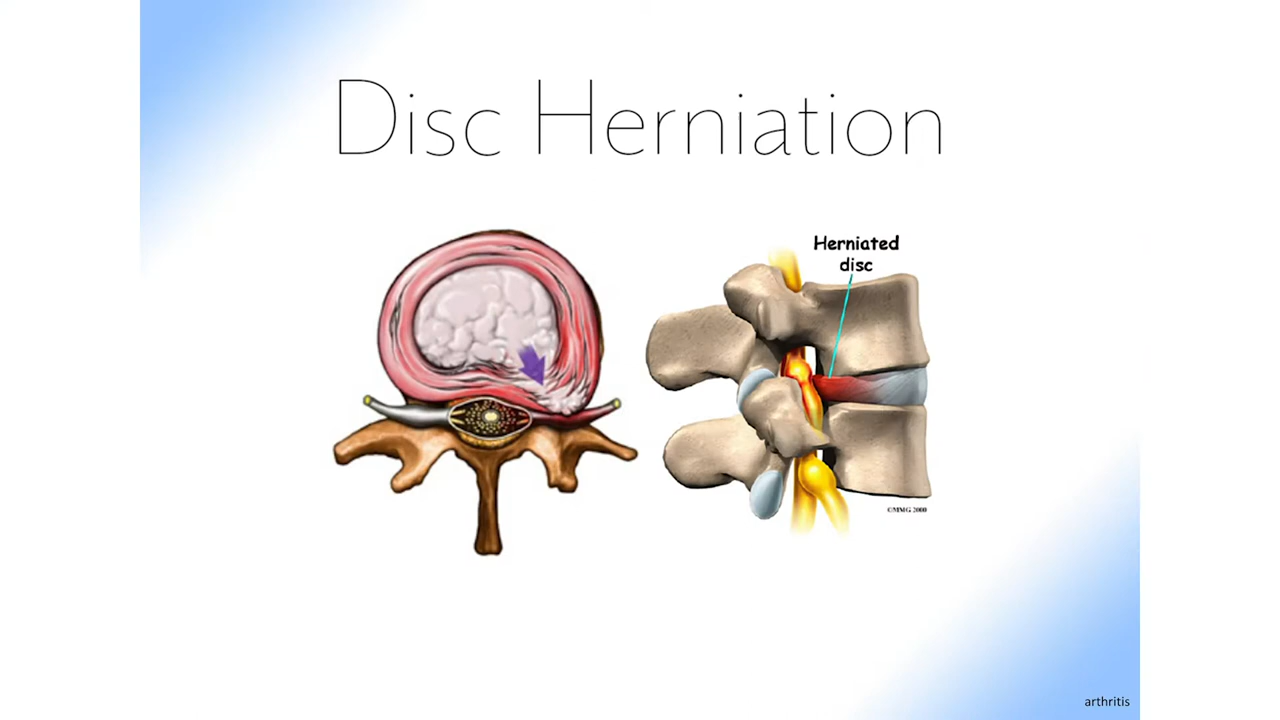 Disc Herniation
Herniated
disc
©MMG 2000
arthritis